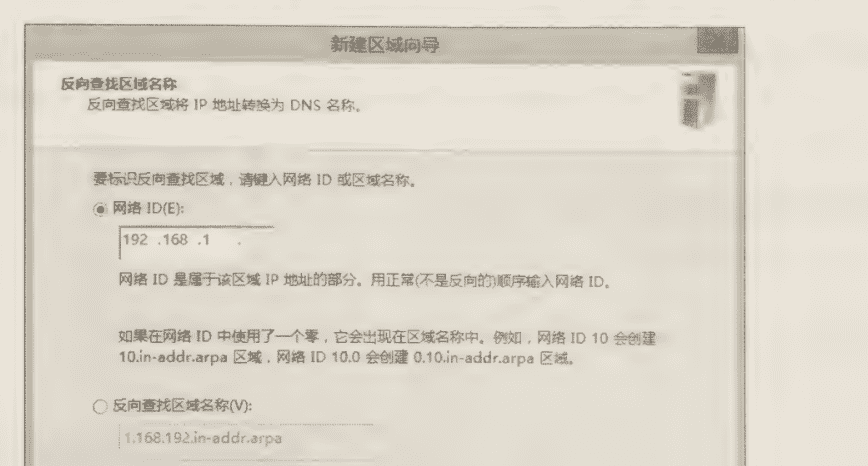 新建区域向导
反向查找区域名称
反向查找区域将 IP 地址转换为 DNS 名称。
要标识反向查找区域，请键入网络 ID 或区域名称。
网络 ID(E):
192 .168 .1 .
网络 ID 是属于该区域 IP 地址的部分。用正常(不是反向的)顺序输入网络 ID。
如果在网络 ID 中使用了一个零，它会出现在区域名称中。例如，网络 ID 10 会创建
10.in-addr.arpa 区域，网络 ID 10.0 会创建 0.10.in-addr.arpa 区域。
反向查找区域名称(V):
1.168.192.in-addr.arpa